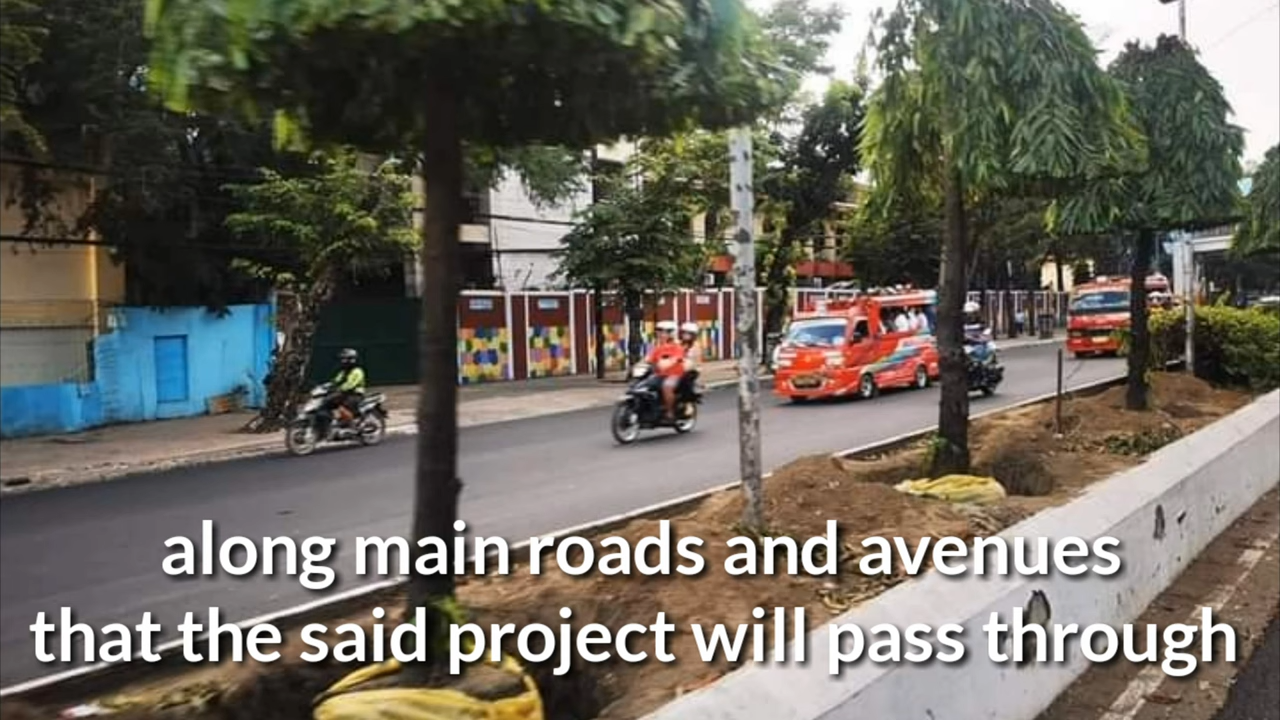 along main roads and avenues
that the said project will pass through